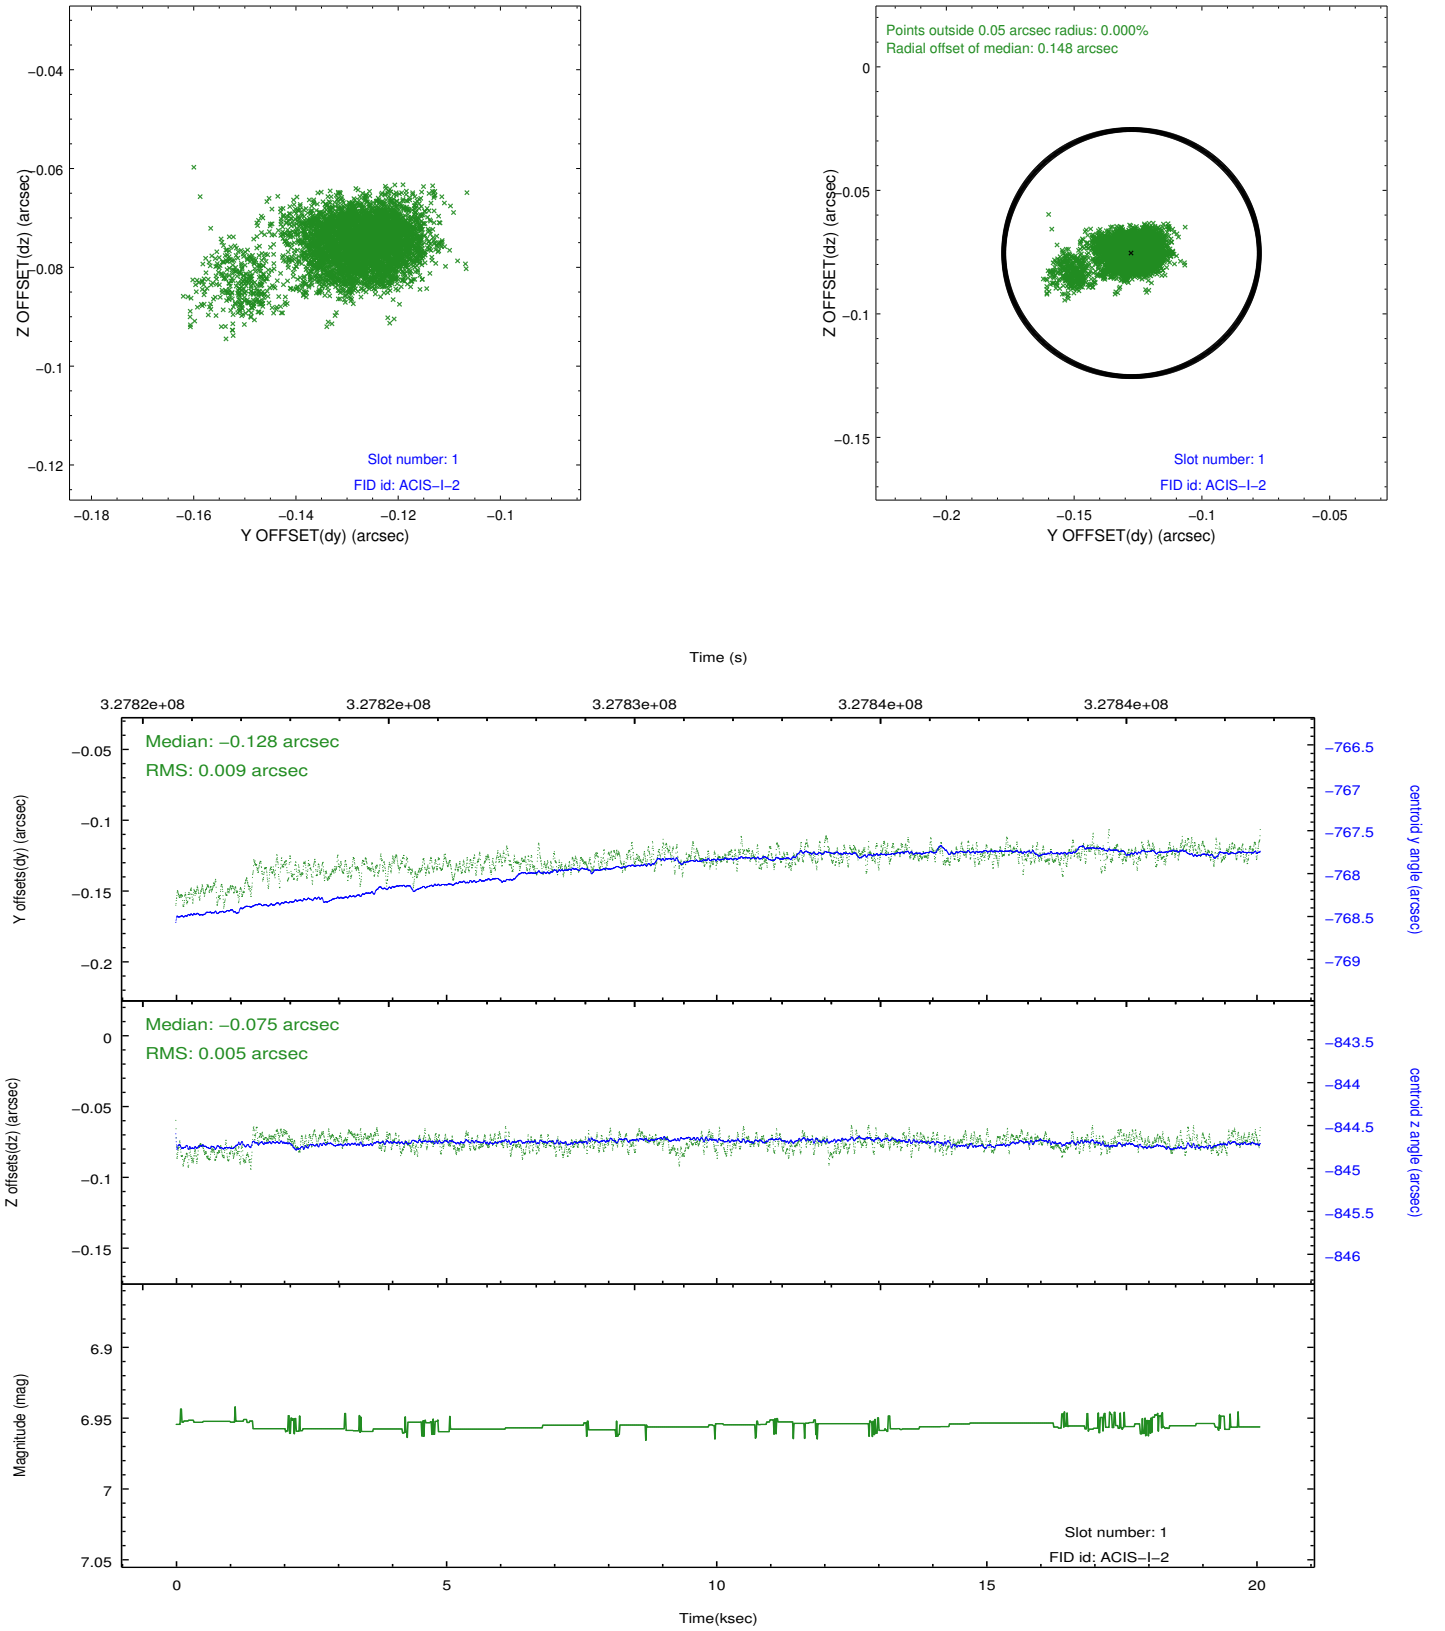 −0.04
−0.06
−0.08
−0.1
−0.12
Z OFFSET(dz) (arcsec)
Slot number: 1
FID id: ACIS−I−2
−0.18
−0.16
−0.14
−0.12
−0.1
Y OFFSET(dy) (arcsec)
Points outside 0.05 arcsec radius: 0.000%
Radial offset of median: 0.148 arcsec
0
−0.05
−0.1
−0.15
Z OFFSET(dz) (arcsec)
Slot number: 1
FID id: ACIS−I−2
−0.2
−0.15
−0.1
−0.05
Y OFFSET(dy) (arcsec)
Time (s)
3.2782e+08
3.2782e+08
3.2783e+08
3.2784e+08
3.2784e+08
Median: −0.128 arcsec
RMS: 0.009 arcsec
−0.05
−0.1
−0.15
−0.2
Y offsets(dy) (arcsec)
−766.5
−767
−767.5
−768
−768.5
−769
centroid y angle (arcsec)
Median: −0.075 arcsec
RMS: 0.005 arcsec
0
−0.05
−0.1
−0.15
Z offsets(dz) (arcsec)
−843.5
−844
−844.5
−845
−845.5
−846
centroid z angle (arcsec)
6.9
6.95
7
7.05
Magnitude (mag)
Slot number: 1
FID id: ACIS−I−2
0
5
10
15
20
Time(ksec)